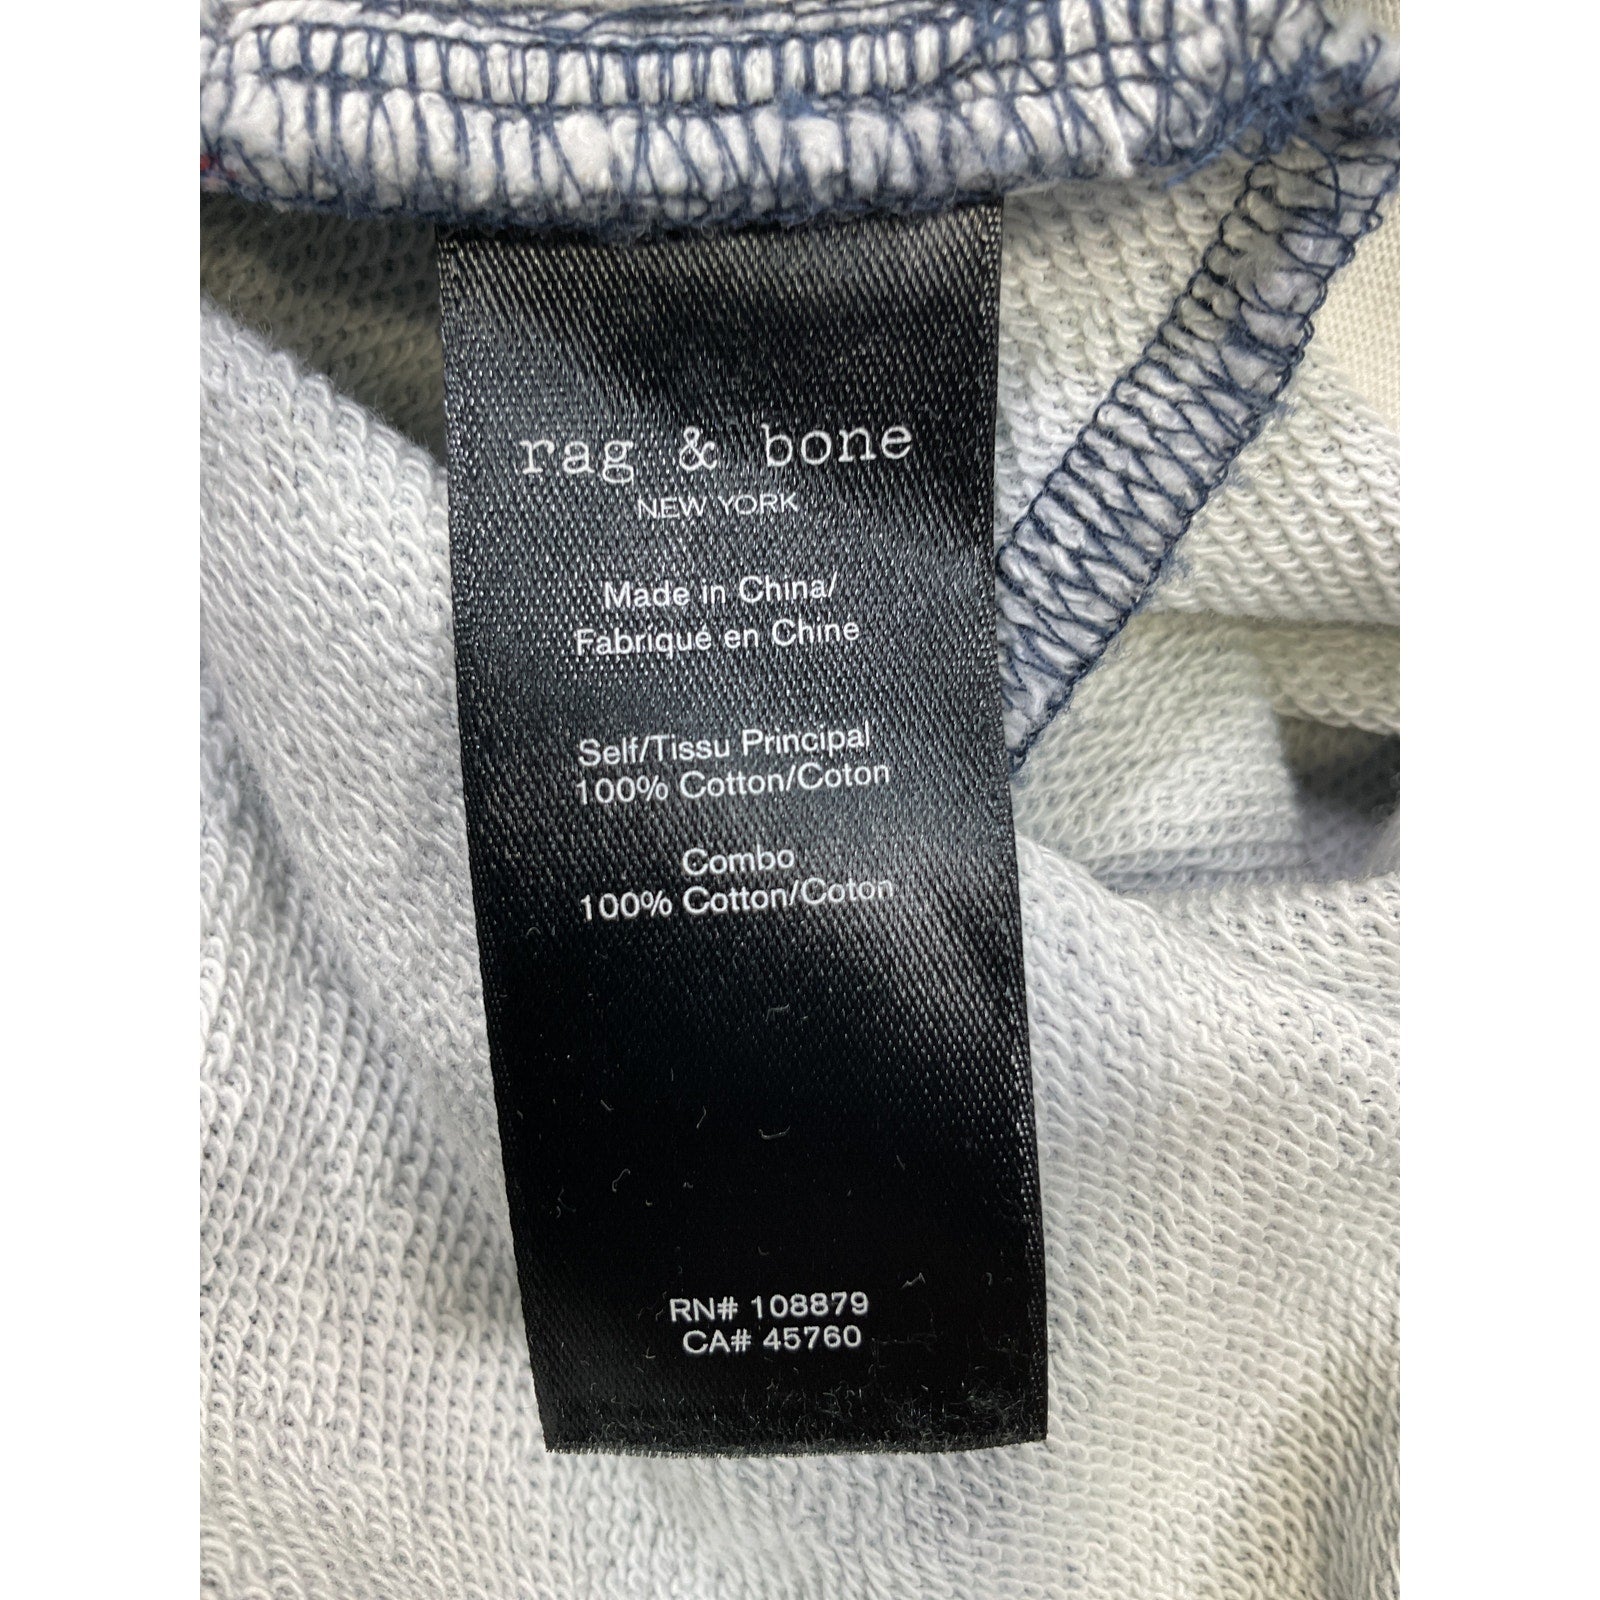 rag & bone
NEW YORK
Made in China/
Fabriqué en Chine
Self/Tissu Principal
100% Cotton/Coton
Combo
100% Cotton/Coton
RN# 108879
CA# 45760